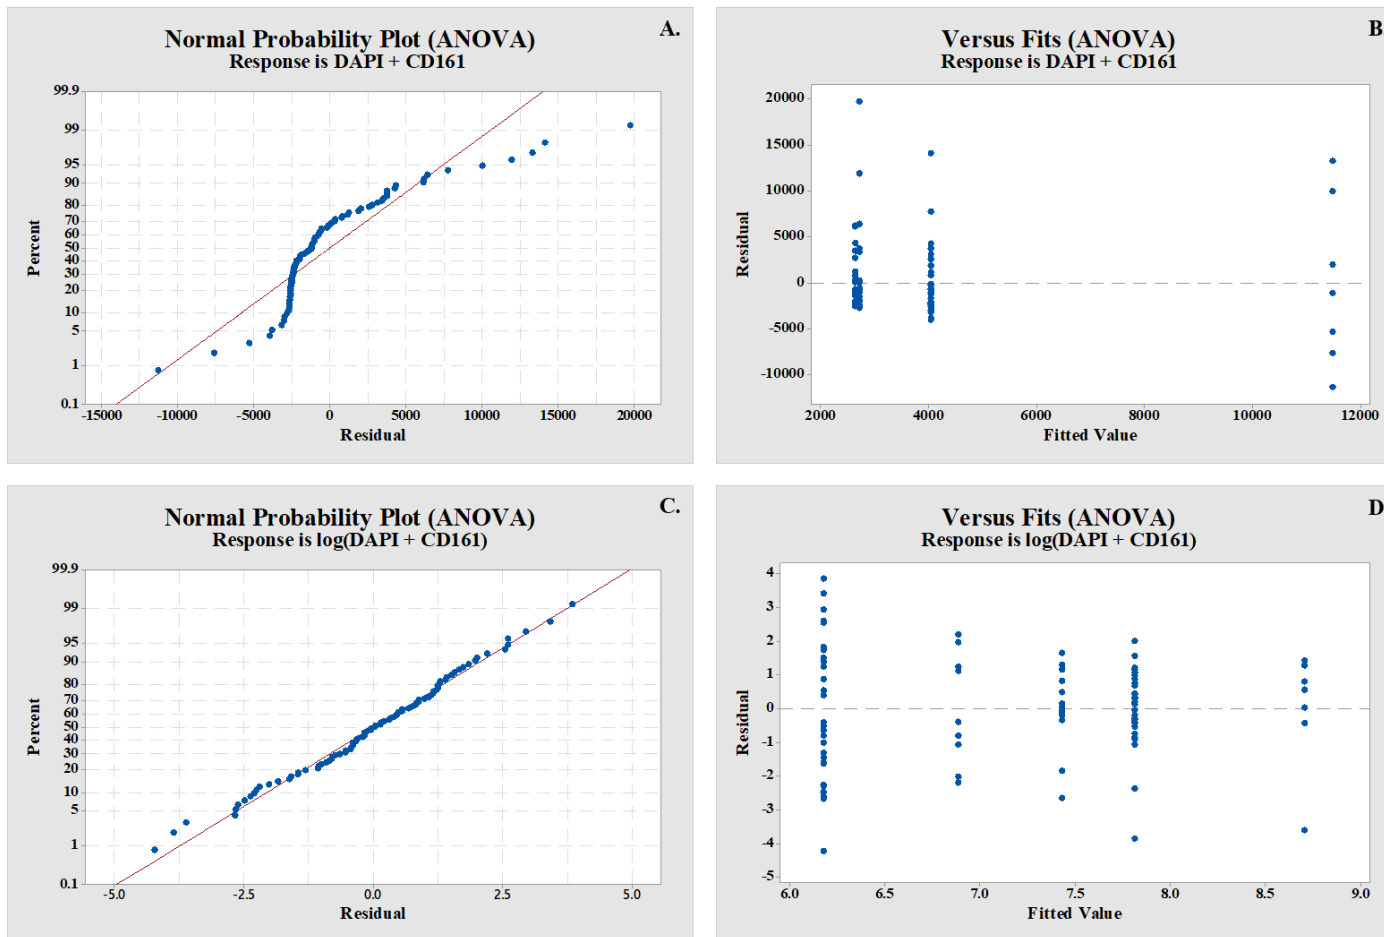 A.
Normal Probability Plot (ANOVA)
Response is DAPI + CD161
99.9
99
95
90
80
70
60
50
40
30
20
10
5
1
0.1
Percent
-15000 -10000 -5000 0 5000 10000 15000 20000
Residual
B.
Versus Fits (ANOVA)
Response is DAPI + CD161
20000
15000
10000
5000
0
-5000
-10000
Residual
2000 4000 6000 8000 10000 12000
Fitted Value
C.
Normal Probability Plot (ANOVA)
Response is log(DAPI + CD161)
99.9
99
95
90
80
70
60
50
40
30
20
10
5
1
0.1
Percent
-5.0 -2.5 0.0 2.5 5.0
Residual
D
Versus Fits (ANOVA)
Response is log(DAPI + CD161)
4
3
2
1
0
-1
-2
-3
-4
-5
Residual
6.0 6.5 7.0 7.5 8.0 8.5 9.0
Fitted Value